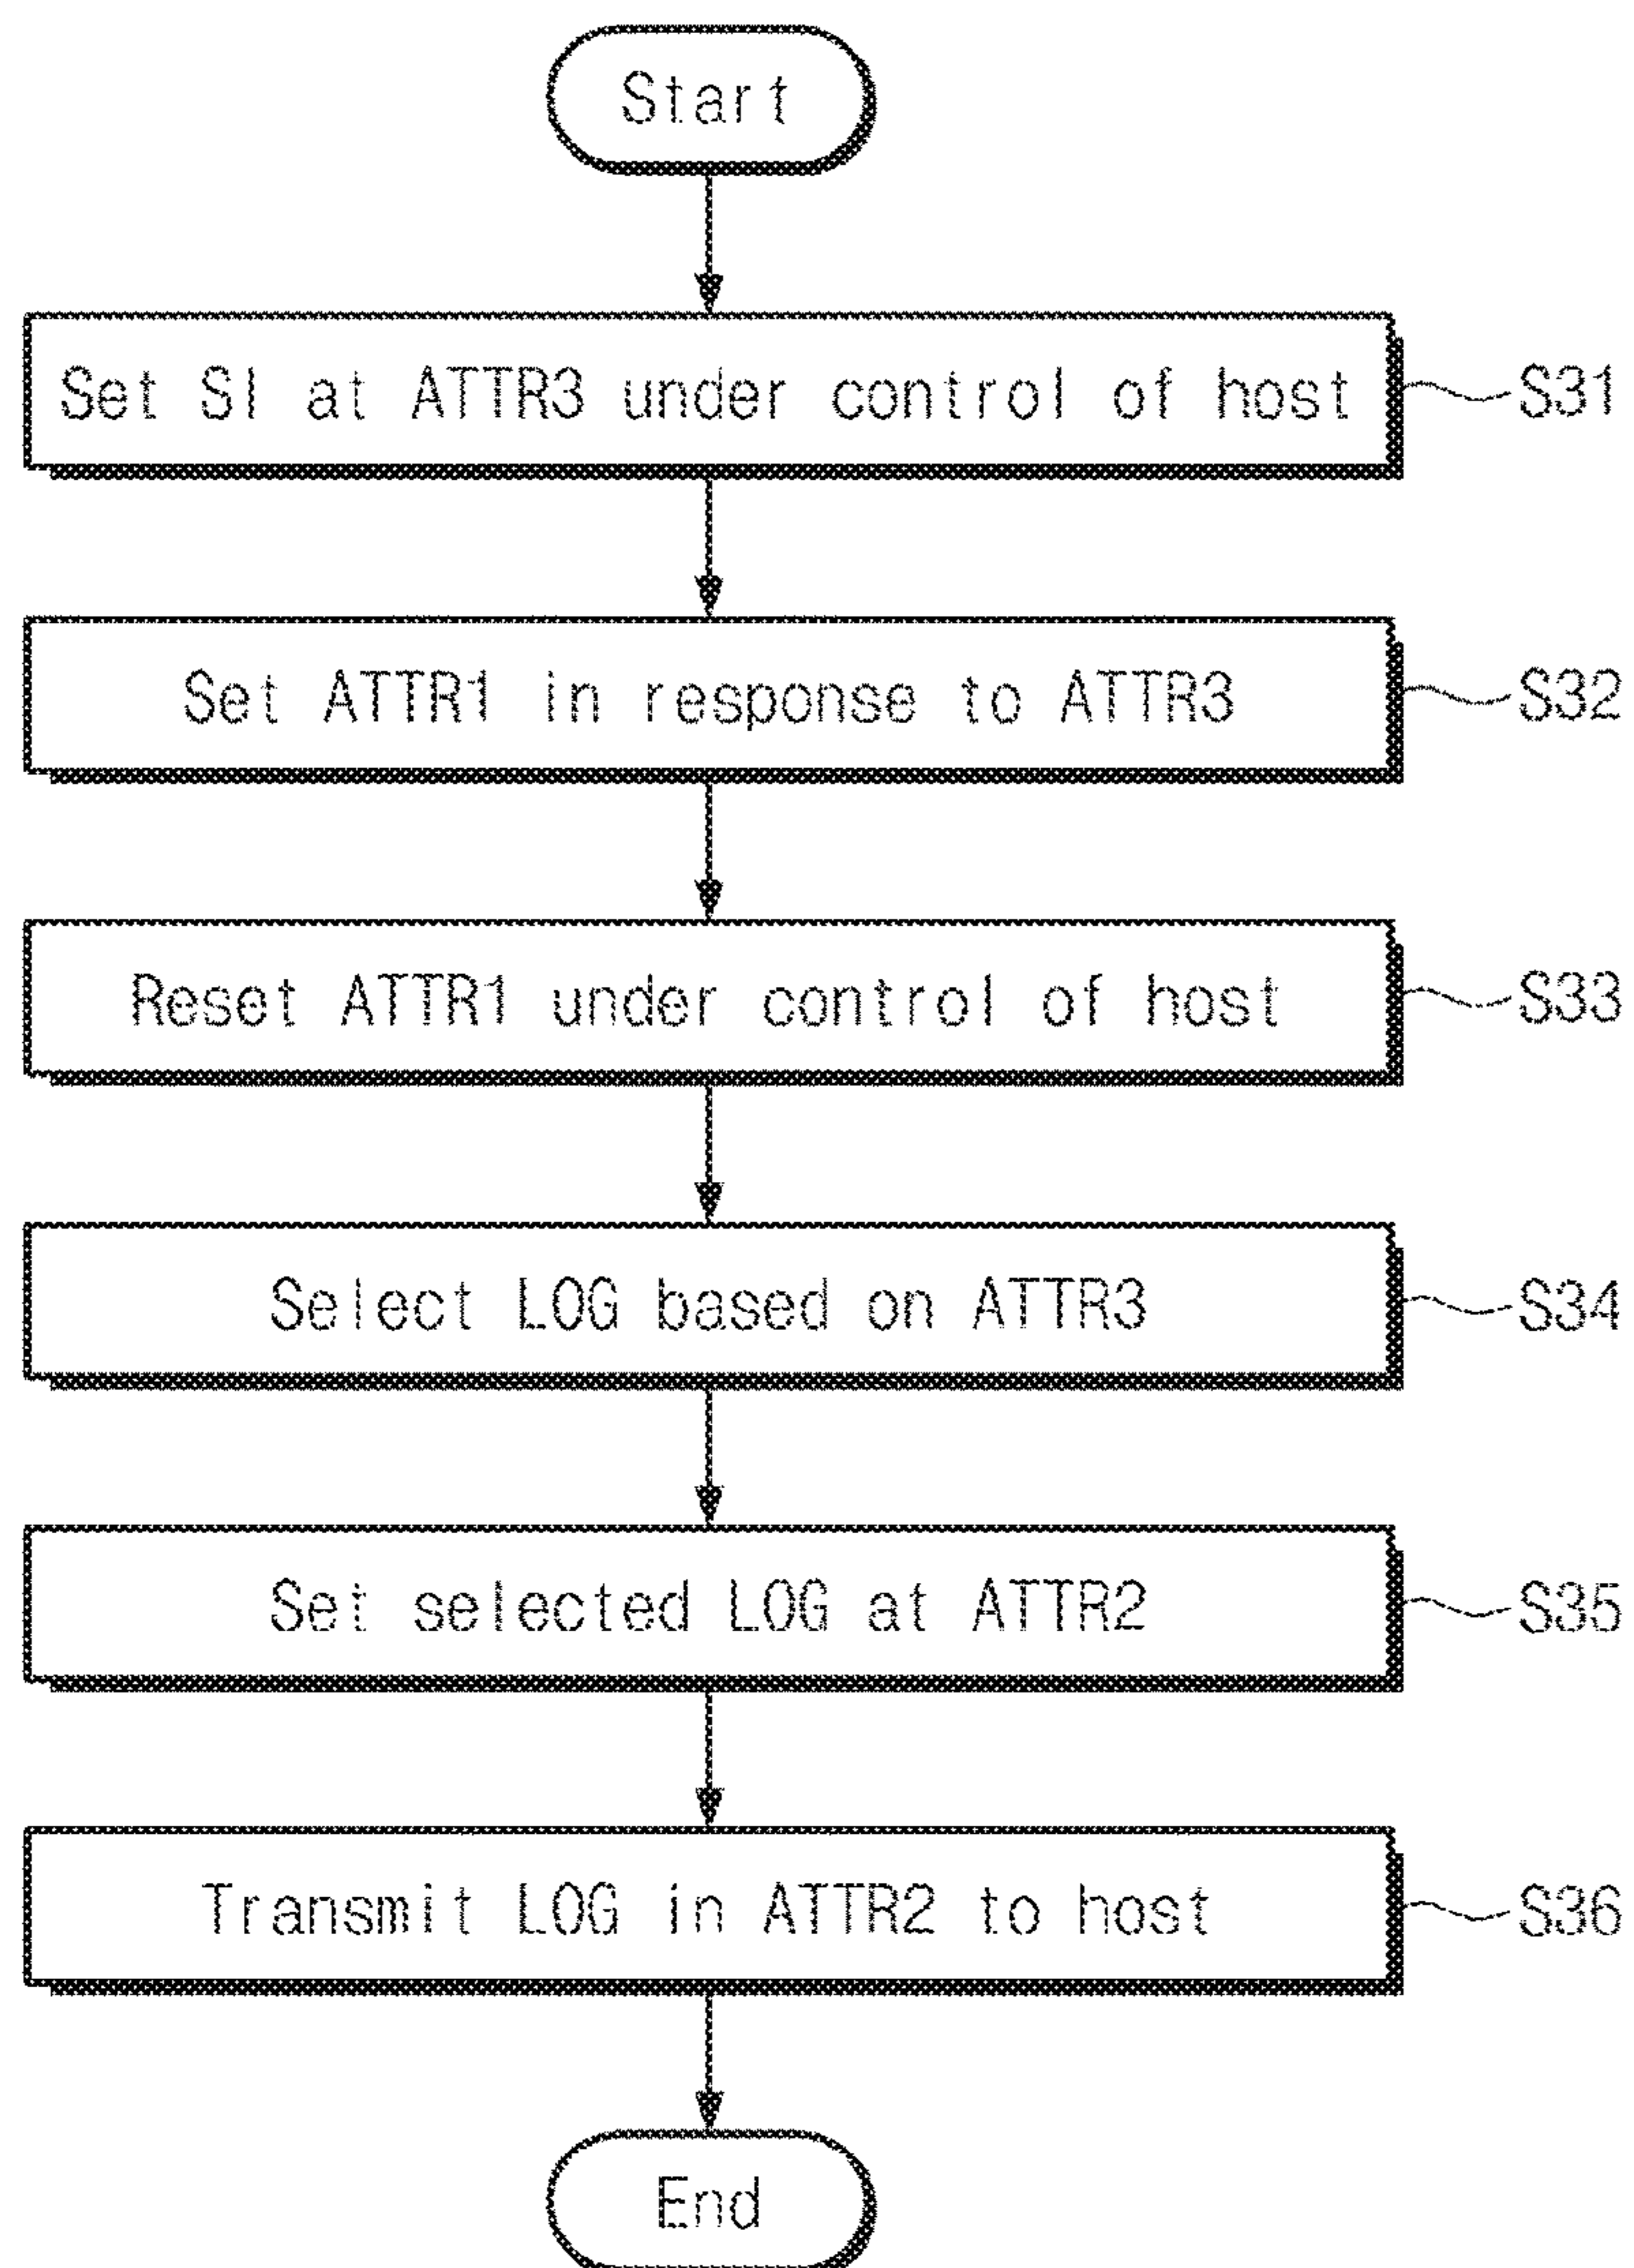 Start
Set SI at ATTR3 under control of host
S31
Set ATTR1 in response to ATTR3
S32
Reset ATTR1 under control of host
S33
Select LOG based on ATTR3
S34
Set selected LOG at ATTR2
S35
Transmit LOG in ATTR2 to host
S36
End